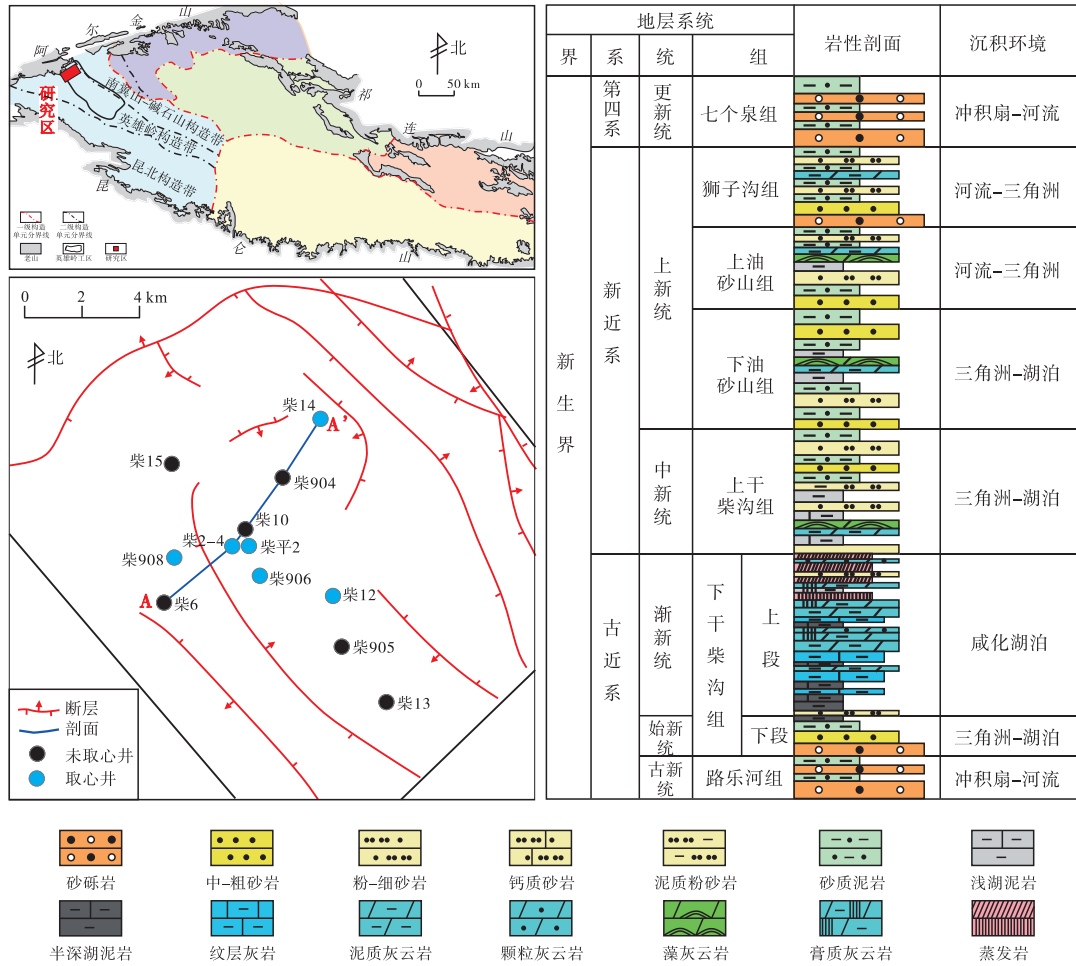 阿尔金山
北
0 50 km
祁连山
研究区
南翼山-碱石山构造带
英雄岭构造带
昆北构造带
昆仑山
一级构造
单元分界线
二级构造
单元分界线
老山
英雄岭工区
研究区
0 2 4 km
北
柴14
A’
柴15
柴904
柴10
柴2-4
柴平2
柴908
柴906
A
柴6
柴12
柴905
柴13
断层
剖面
未取心井
取心井
地层系统
岩性剖面
沉积环境
界
系
统
组
新生界
第四系
更新统
七个泉组
冲积扇-河流
新近系
上新统
狮子沟组
河流-三角洲
上油
砂山组
河流-三角洲
下油
砂山组
三角洲-湖泊
中新统
上干
柴沟组
三角洲-湖泊
古近系
渐新统
下干柴沟组
上段
咸化湖泊
始新统
下段
三角洲-湖泊
古新统
路乐河组
冲积扇-河流
砂砾岩
中-粗砂岩
粉-细砂岩
钙质砂岩
泥质粉砂岩
砂质泥岩
浅湖泥岩
半深湖泥岩
纹层灰岩
泥质灰云岩
颗粒灰云岩
藻灰云岩
膏质灰云岩
蒸发岩